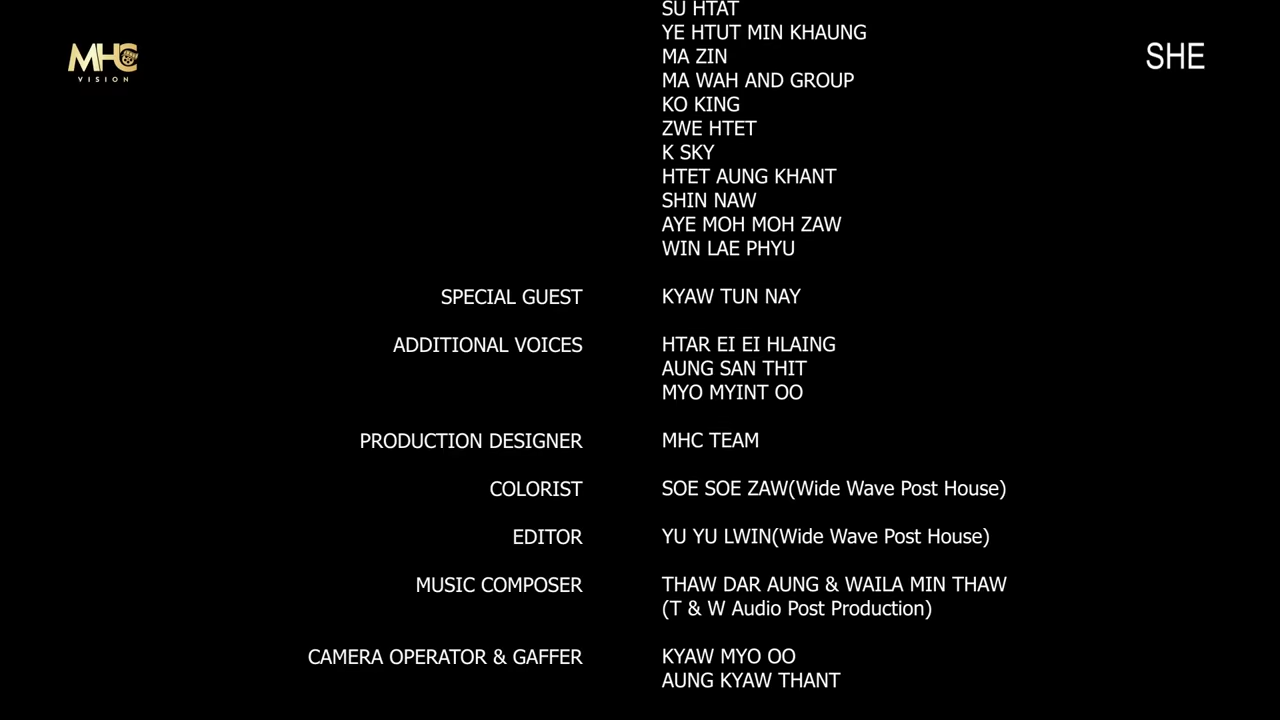 SU HTAT
YE HTUT MIN KHAUNG
MHC
VISION
SHE
MA ZIN
MA WAH AND GROUP
KO KING
ZWE HTET
K SKY
HTET AUNG KHANT
SHIN NAW
AYE MOH MOH ZAW
WIN LAE PHYU
SPECIAL GUEST KYAW TUN NAY
ADDITIONAL VOICES HTAR EI EI HLAING
AUNG SAN THIT
MYO MYINT OO
PRODUCTION DESIGNER MHC TEAM
COLORIST SOE SOE ZAW(Wide Wave Post House)
EDITOR YU YU LWIN(Wide Wave Post House)
MUSIC COMPOSER THAW DAR AUNG & WAILA MIN THAW
(T & W Audio Post Production)
CAMERA OPERATOR & GAFFER KYAW MYO OO
AUNG KYAW THANT